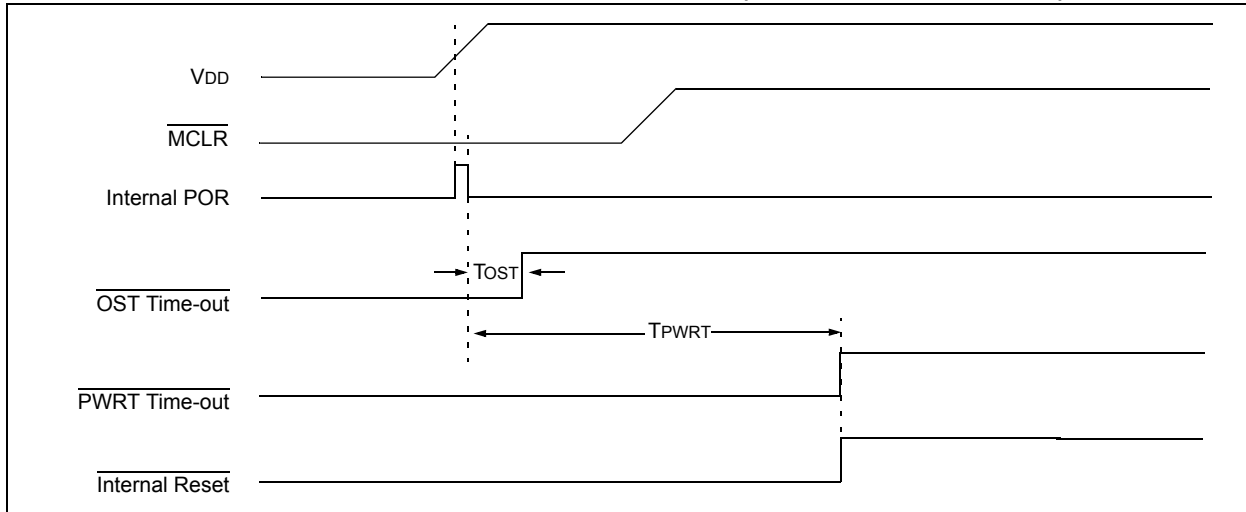 VDD
MCLR
Internal POR
TOST
OST Time-out
TPWRT
PWRT Time-out
Internal Reset